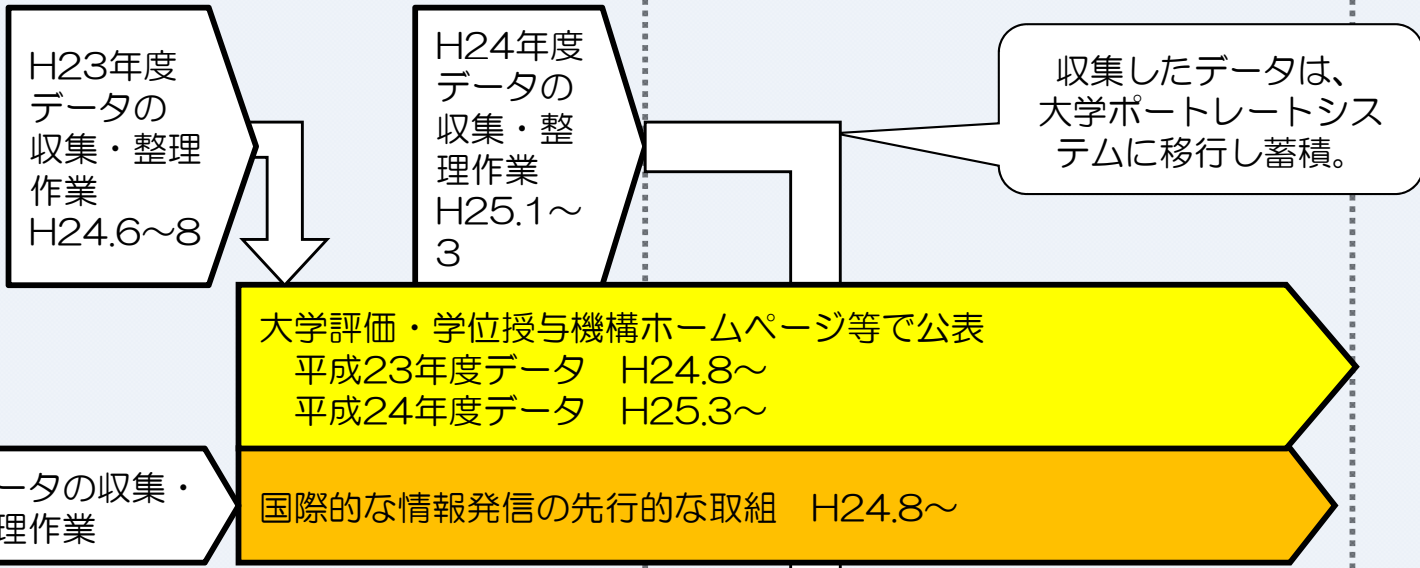 H23年度
データの
収集・整理
作業
H24.6～8
H24年度
データの
収集・整
理作業
H25.1～
3
収集したデータは、
大学ポートレートシス
テムに移行し蓄積。
大学評価・学位授与機構ホームページ等で公表
平成23年度データ　H24.8～
平成24年度データ　H25.3～
ータの収集・
理作業
国際的な情報発信の先行的な取組　H24.8～